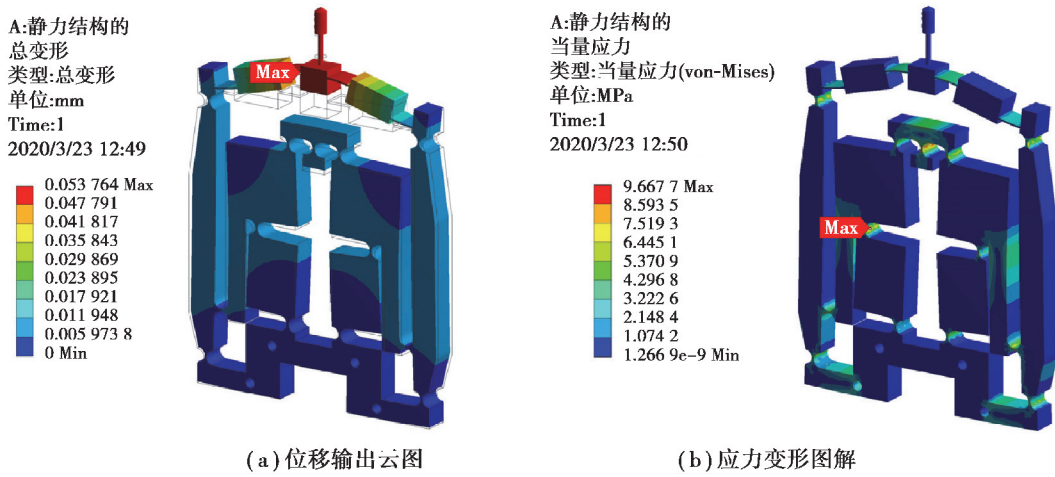 A:静力结构的
总变形
类型:总变形
单位:mm
Time:1
2020/3/23 12:49
0.053 764 Max
0.047 791
0.041 817
0.035 843
0.029 869
0.023 895
0.017 921
0.011 948
0.005 973 8
0 Min
Max
(a)位移输出云图
A:静力结构的
当量应力
类型:当量应力(von-Mises)
单位:MPa
Time:1
2020/3/23 12:50
9.667 7 Max
8.593 5
7.519 3
6.445 1
5.370 9
4.296 8
3.222 6
2.148 4
1.074 2
1.266 9e-9 Min
Max
(b)应力变形图解